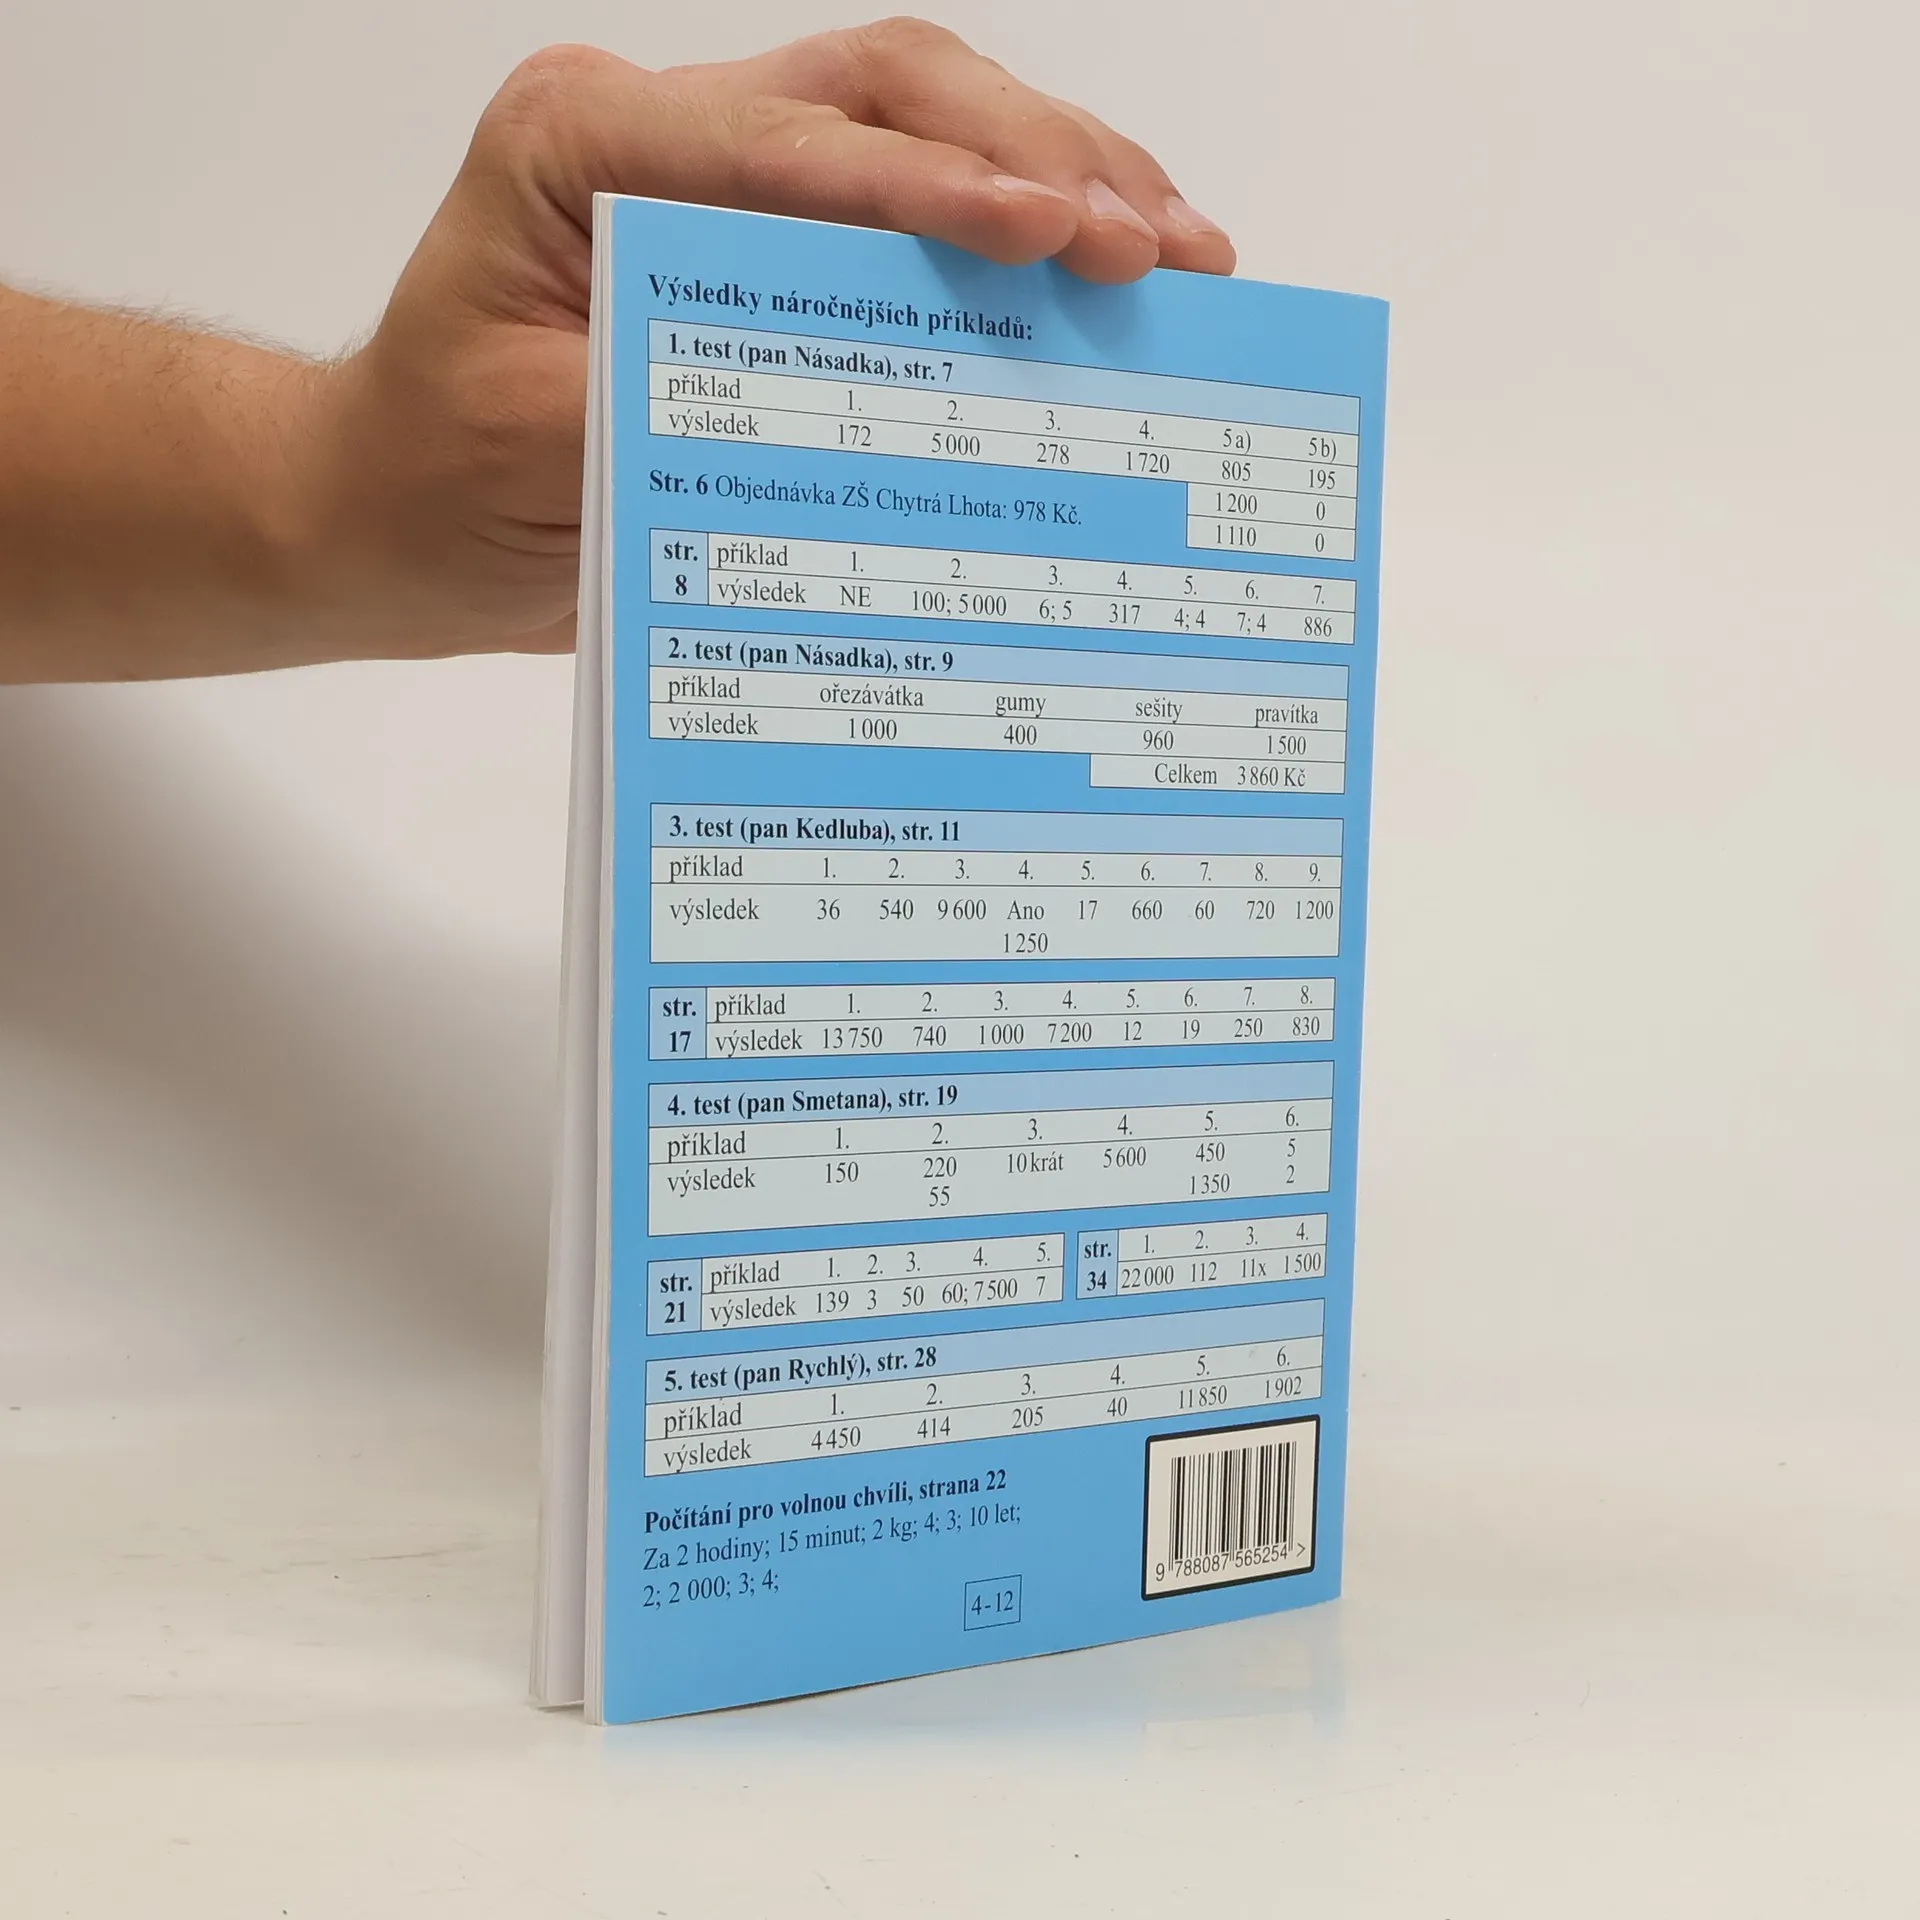 Výsledky náročnějších příkladů:
1. test (pan Násadka), str. 7
příklad 1. 2. 3. 4. 5 a) 5 b)
výsledek 172 5 000 278 1 720 805 195
1 200 0
1 110 0
Str. 6 Objednávka ZŠ Chytrá Lhota: 978 Kč.
str. příklad 1. 2. 3. 4. 5. 6. 7.
8 výsledek NE 100; 5 000 6; 5 317 4; 4 7; 4 886
2. test (pan Násadka), str. 9
příklad ořezávátka gumy sešity pravítka
výsledek 1 000 400 960 1 500
Celkem 3 860 Kč
3. test (pan Kedluba), str. 11
příklad 1. 2. 3. 4. 5. 6. 7. 8. 9.
výsledek 36 540 9 600 Ano 17 660 60 720 1 200
1 250
str. příklad 1. 2. 3. 4. 5. 6. 7. 8.
17 výsledek 13 750 740 1 000 7 200 12 19 250 830
4. test (pan Smetana), str. 19
příklad 1. 2. 3. 4. 5. 6.
výsledek 150 220 10 krát 5 600 450 5
55 1 350 2
str. příklad 1. 2. 3. 4. 5.
21 výsledek 139 3 50 60; 7 500 7
str. 1. 2. 3. 4.
34 22 000 112 11x 1 500
5. test (pan Rychlý), str. 28
příklad 1. 2. 3. 4. 5. 6.
výsledek 4 450 414 205 40 11 850 1 902
Počítání pro volnou chvíli, strana 22
Za 2 hodiny; 15 minut; 2 kg; 4; 3; 10 let;
2; 2 000; 3; 4;
4-12
9 788087 565254 >